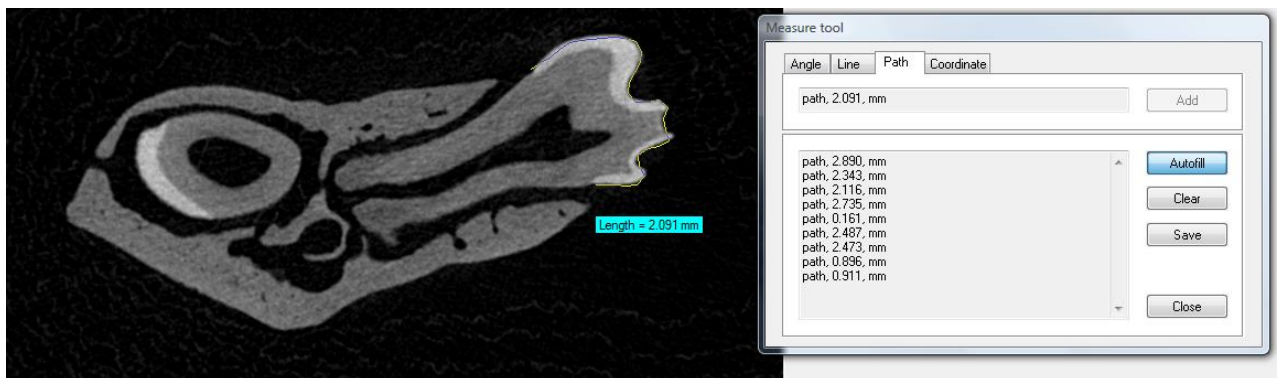 Measure tool
Angle Line Path Coordinate
path, 2.091, mm
Add
path, 2.890, mm
path, 2.343, mm
path, 2.116, mm
path, 2.735, mm
path, 0.161, mm
path, 2.487, mm
path, 2.473, mm
path, 0.896, mm
path, 0.911, mm
Autofill
Clear
Save
Close
Length = 2.091 mm